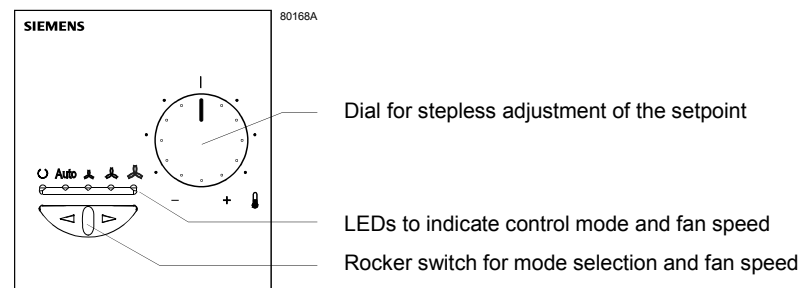 80168A
SIEMENS
Dial for stepless adjustment of the setpoint
Auto
− +
LEDs to indicate control mode and fan speed
Rocker switch for mode selection and fan speed